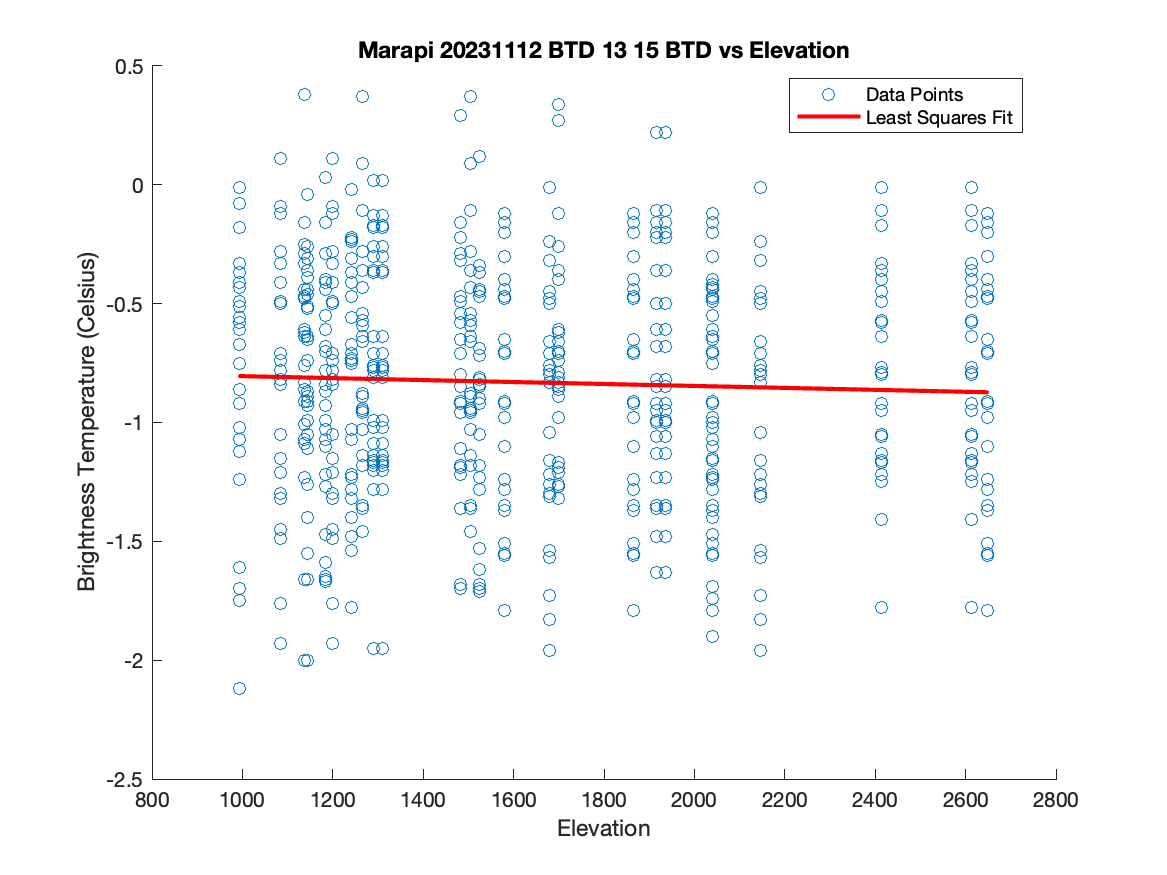 Marapi 20231112 BTD 13 15 BTD vs Elevation
Data Points
Least Squares Fit
Brightness Temperature (Celsius)
0.5
0
-0.5
-1
-1.5
-2
-2.5
800 1000 1200 1400 1600 1800 2000 2200 2400 2600 2800
Elevation